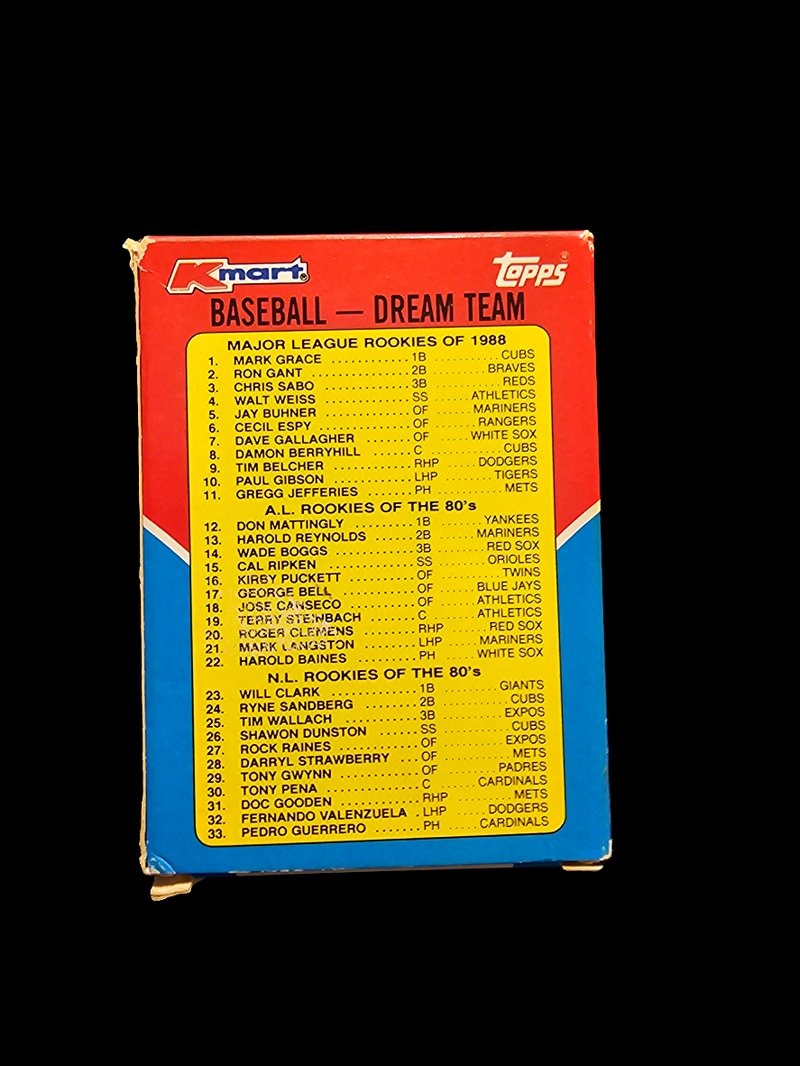 Kmart® topps®
BASEBALL — DREAM TEAM
MAJOR LEAGUE ROOKIES OF 1988
1. MARK GRACE ........... 1B ........... CUBS
2. RON GANT ........... 2B ........... BRAVES
3. CHRIS SABO ........... 3B ........... REDS
4. WALT WEISS ........... SS ........... ATHLETICS
5. JAY BUHNER ........... OF ........... MARINERS
6. CECIL ESPY ........... OF ........... RANGERS
7. DAVE GALLAGHER ....... OF ....... WHITE SOX
8. DAMON BERRYHILL ....... C ........... CUBS
9. TIM BELCHER ........... RHP ..... DODGERS
10. PAUL GIBSON ........... LHP ........ TIGERS
11. GREGG JEFFERIES ....... PH ........... METS
A.L. ROOKIES OF THE 80's
12. DON MATTINGLY ......... 1B ....... YANKEES
13. HAROLD REYNOLDS ...... 2B ...... MARINERS
14. WADE BOGGS ........... 3B ....... RED SOX
15. CAL RIPKEN ........... SS ....... ORIOLES
16. KIRBY PUCKETT ......... OF ......... TWINS
17. GEORGE BELL ........... OF ..... BLUE JAYS
18. JOSE CANSECO ......... OF ..... ATHLETICS
19. TERRY STEINBACH ....... C ....... ATHLETICS
20. ROGER CLEMENS ........ RHP ...... RED SOX
21. MARK LANGSTON ....... LHP ..... MARINERS
22. HAROLD BAINES ........ PH ..... WHITE SOX
N.L. ROOKIES OF THE 80's
23. WILL CLARK ........... 1B ........ GIANTS
24. RYNE SANDBERG ........ 2B ......... CUBS
25. TIM WALLACH ........... 3B ........ EXPOS
26. SHAWON DUNSTON ....... SS ......... CUBS
27. ROCK RAINES ........... OF ........ EXPOS
28. DARRYL STRAWBERRY ... OF ......... METS
29. TONY GWYNN ........... OF ....... PADRES
30. TONY PENA ........... C ....... CARDINALS
31. DOC GOODEN ........... RHP ........ METS
32. FERNANDO VALENZUELA . LHP ..... DODGERS
33. PEDRO GUERRERO ....... PH ..... CARDINALS